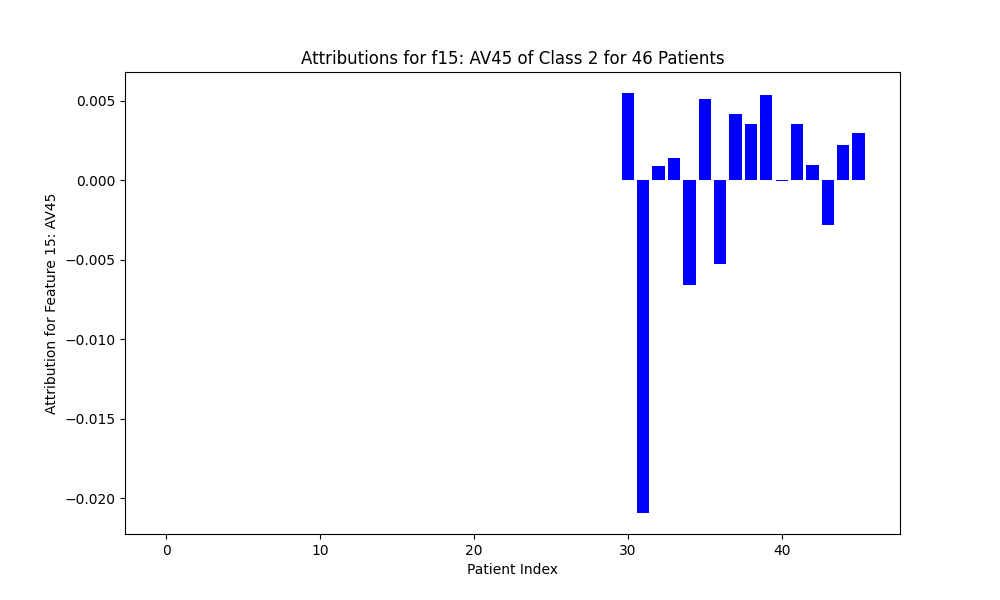 Attributions for f15: AV45 of Class 2 for 46 Patients
0.005
0.000
−0.005
−0.010
−0.015
−0.020
Attribution for Feature 15: AV45
0 10 20 30 40
Patient Index